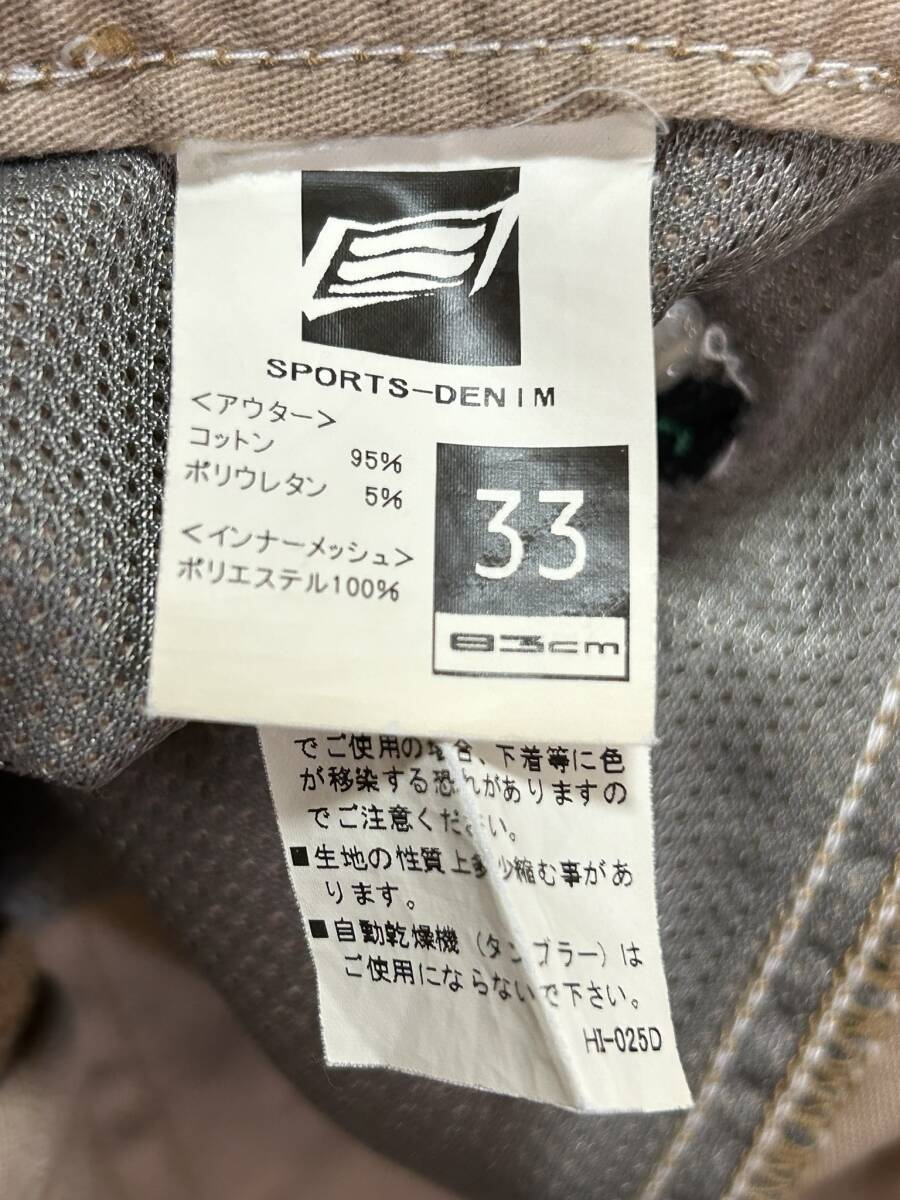 SPORTS-DENIM
<アウター>
コットン 95%
ポリウレタン 5%
<インナーメッシュ>
ポリエステル100%
33
83cm
でご使用の場合、下着等に色
が移染する恐れがありますの
でご注意ください。
■生地の性質上多少縮む事があ
ります。
■自動乾燥機(タンブラー)は
ご使用にならないで下さい。
HI-025D